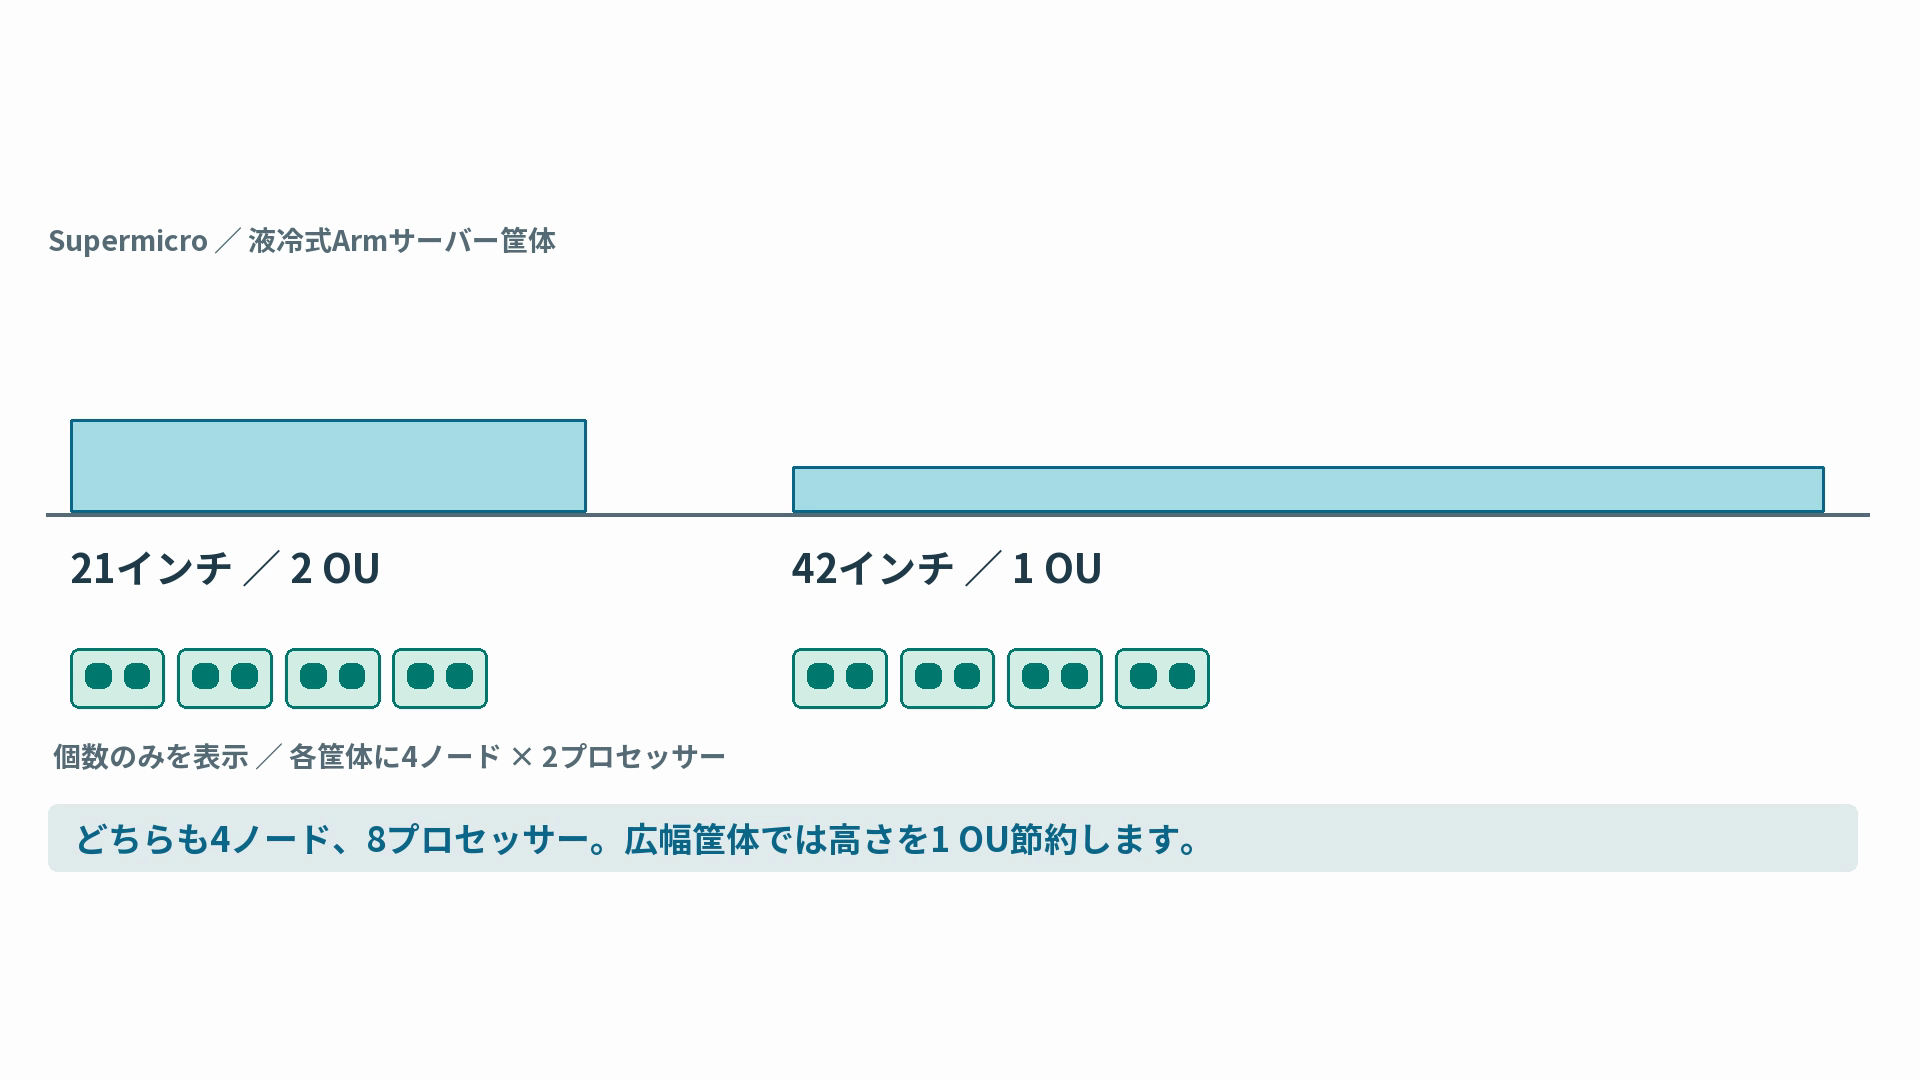 Supermicro ／ 液冷式Armサーバー筐体
21インチ ／ 2 OU
42インチ ／ 1 OU
個数のみを表示 ／ 各筐体に4ノード × 2プロセッサー
どちらも4ノード、8プロセッサー。広幅筐体では高さを1 OU節約します。